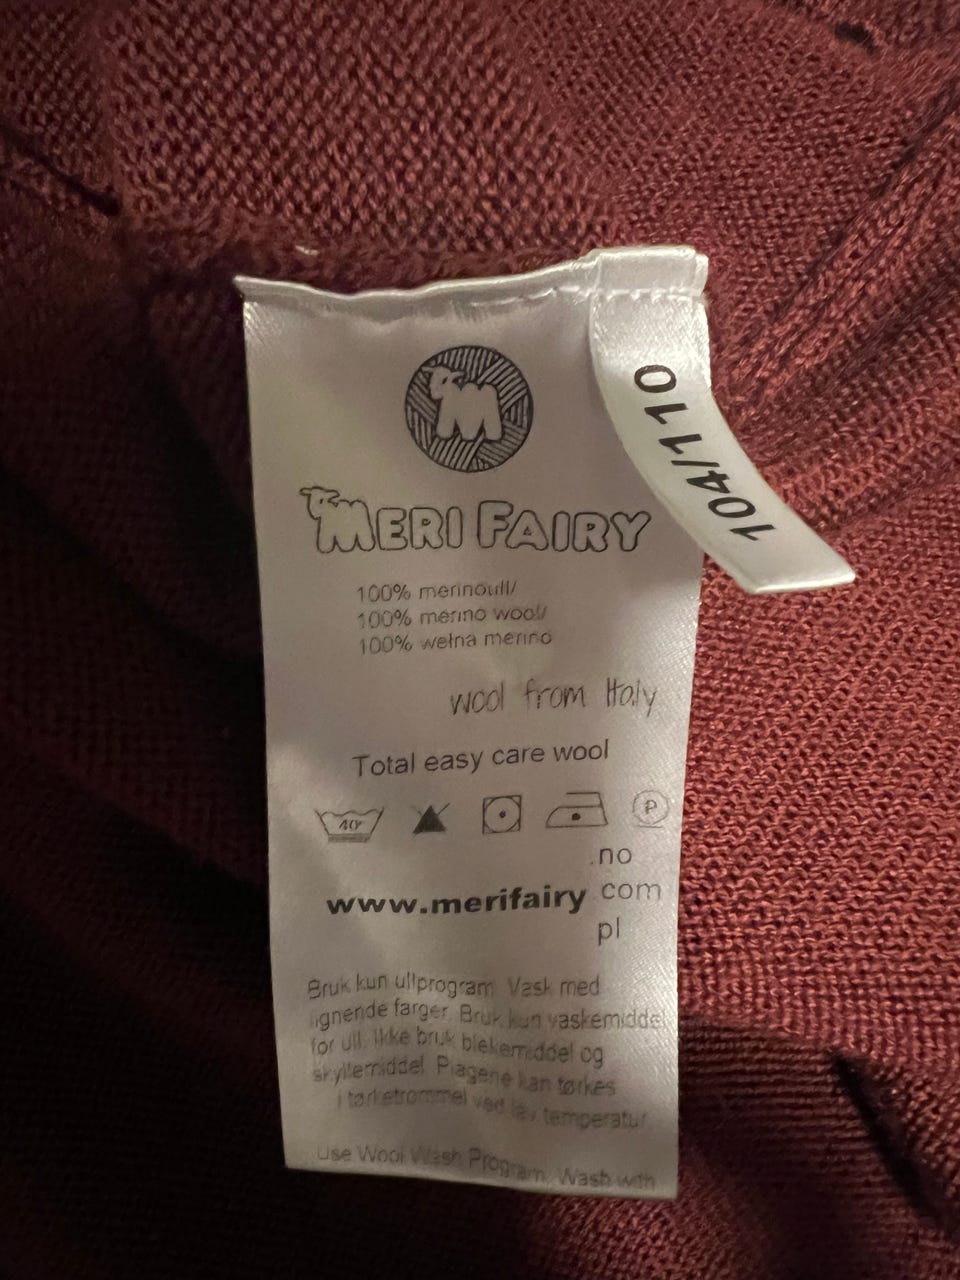 M
MERI FAIRY
104/110
100% merinoull/
100% merino wool/
100% wełna merino
wool from Italy
Total easy care wool
40°
P
www.merifairy
.no
com
pl
Bruk kun ullprogram. Vask med
lignende farger. Bruk kun vaskemiddel
for ull. Ikke bruk blekemiddel og
skyllemiddel. Plagene kan tørkes
i tørketrommel ved lav temperatur
Use Wool Wash Program. Wash with